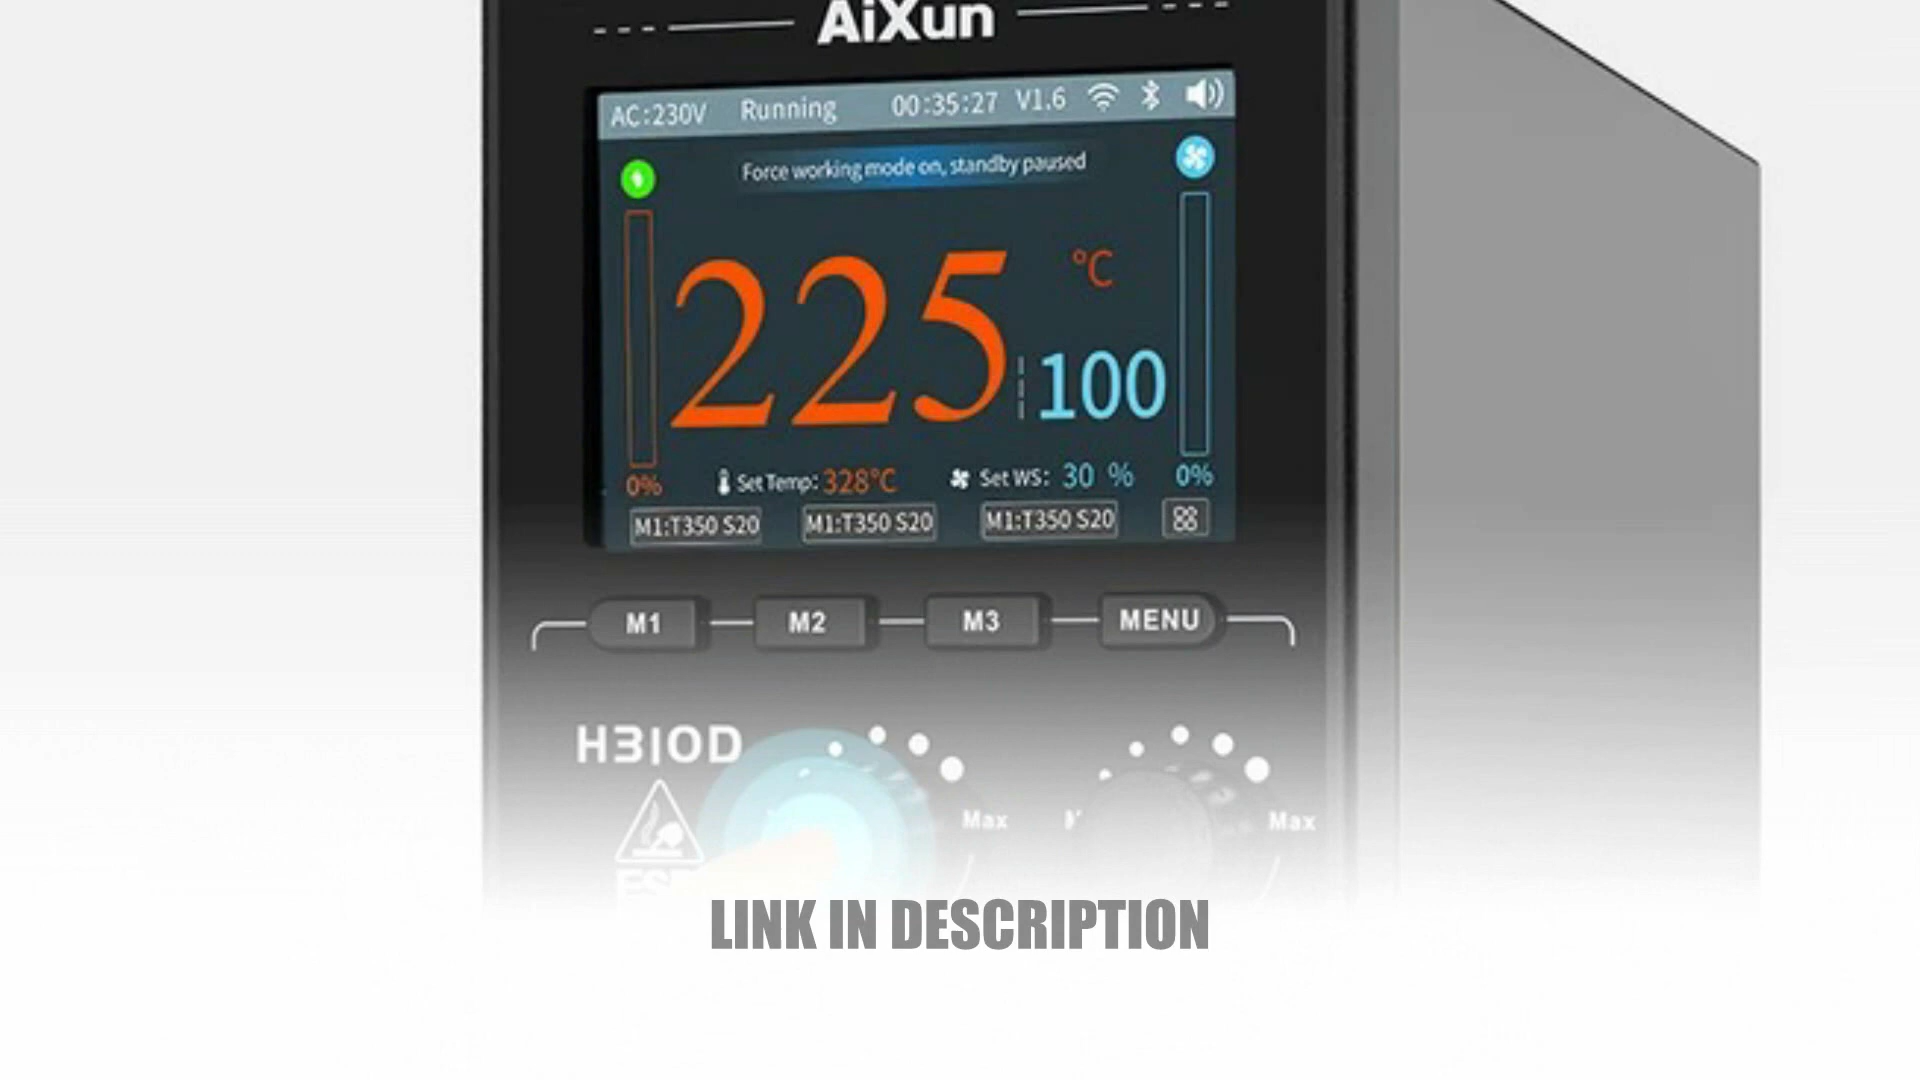 AiXun
AC:230V Running 00:35:27 V1.6
Force working mode on, standby paused
225 °C
100
0% Set Temp: 328°C Set WS: 30 % 0%
M1:T350 S20 M1:T350 S20 M1:T350 S20
M1 M2 M3 MENU
H310D
Max Max
LINK IN DESCRIPTION